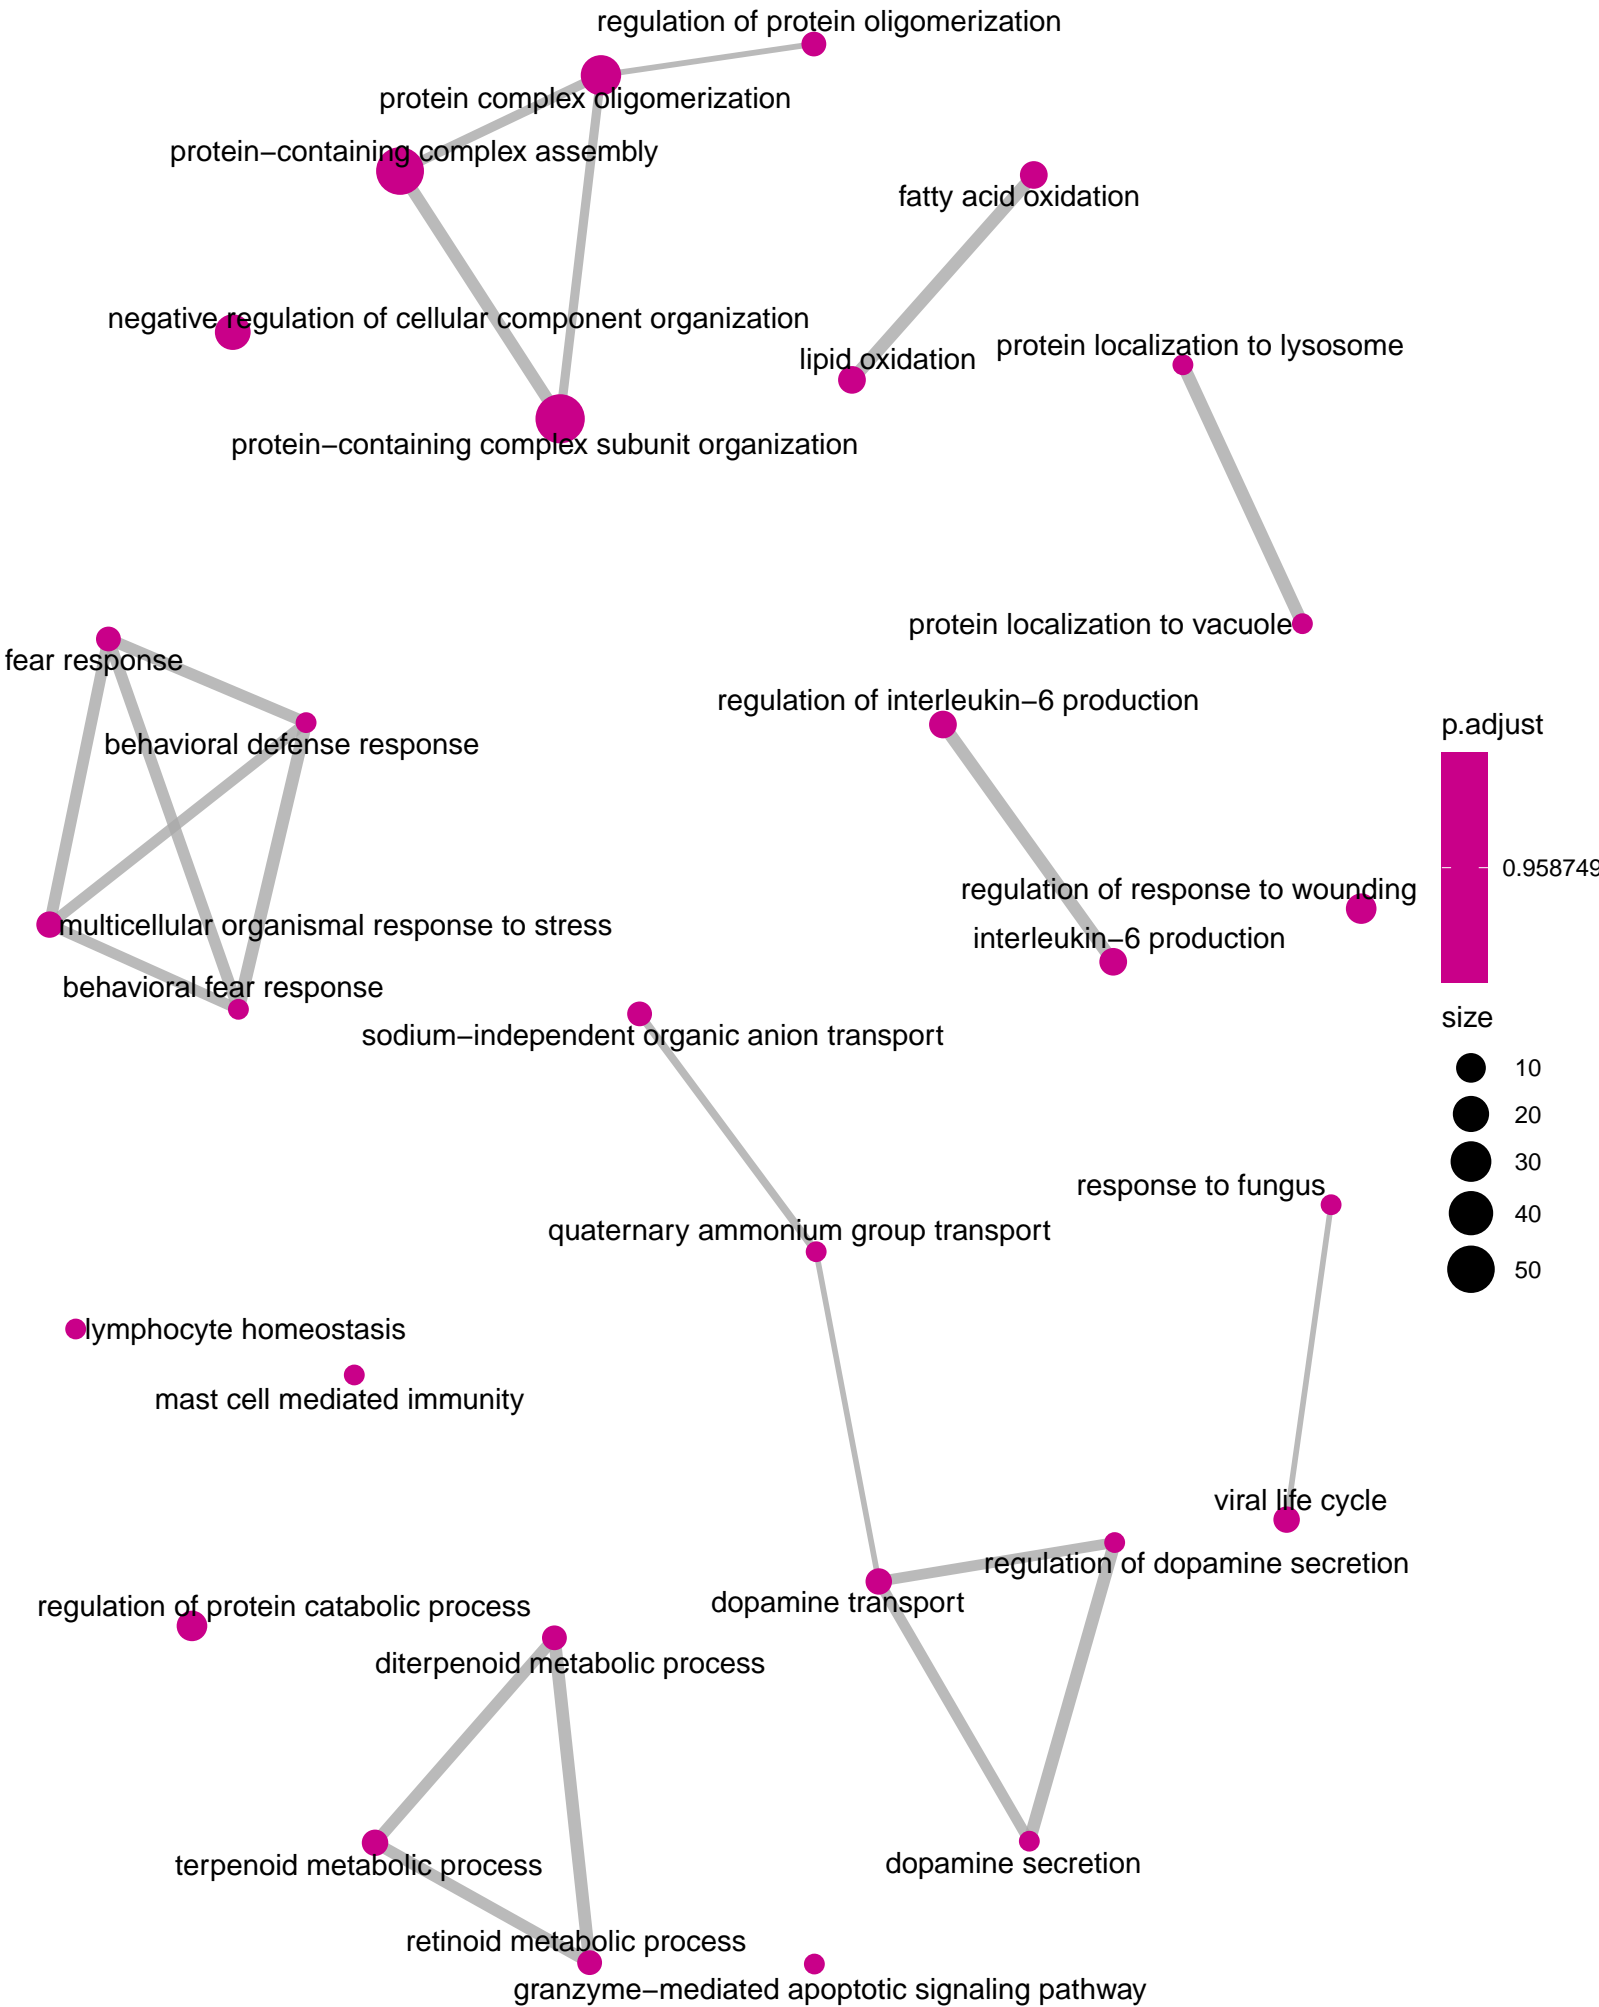 regulation of protein oligomerization
protein complex oligomerization
protein−containing complex assembly
fatty acid oxidation
negative regulation of cellular component organization
protein localization to lysosome
lipid oxidation
protein−containing complex subunit organization
protein localization to vacuole
fear response
regulation of interleukin−6 production
p.adjust
behavioral defense response
0.958749
regulation of response to wounding
multicellular organismal response to stress
interleukin−6 production
behavioral fear response
size
sodium−independent organic anion transport
10
20
30
response to fungus
40
quaternary ammonium group transport
50
lymphocyte homeostasis
mast cell mediated immunity
viral life cycle
regulation of dopamine secretion
dopamine transport
regulation of protein catabolic process
diterpenoid metabolic process
dopamine secretion
terpenoid metabolic process
retinoid metabolic process
granzyme−mediated apoptotic signaling pathway